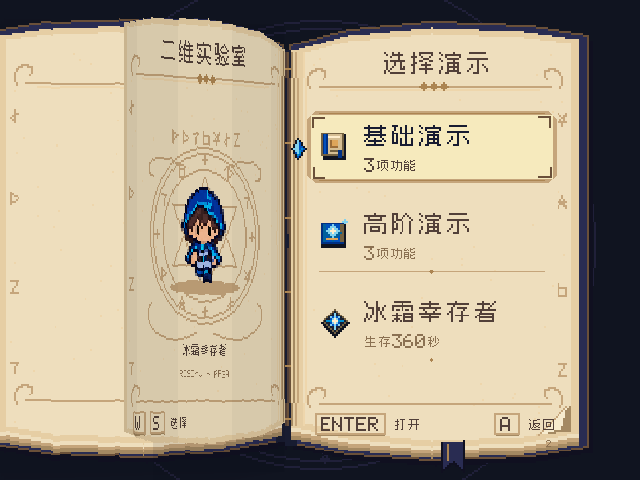 二维实验室
冰霜幸存者
W S 选择
选择演示
基础演示
3项功能
高阶演示
3项功能
冰霜幸存者
生存360秒
ENTER 打开
A 返回
2